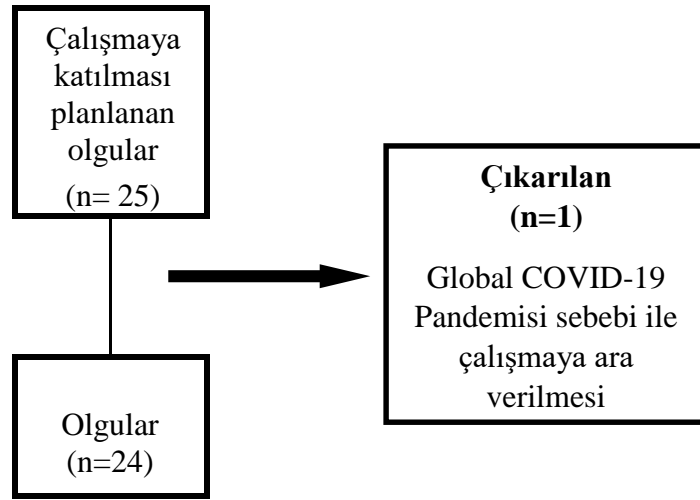 Çalışmaya
katılması
planlanan
olgular
(n= 25)
Çıkarılan
(n=1)
Global COVID-19
Pandemisi sebebi ile
çalışmaya ara
verilmesi
Olgular
(n=24)